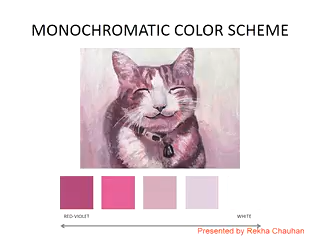 MONOCHROMATIC COLOR SCHEME
RED-VIOLET WHITE
Presented by Rekha Chauhan